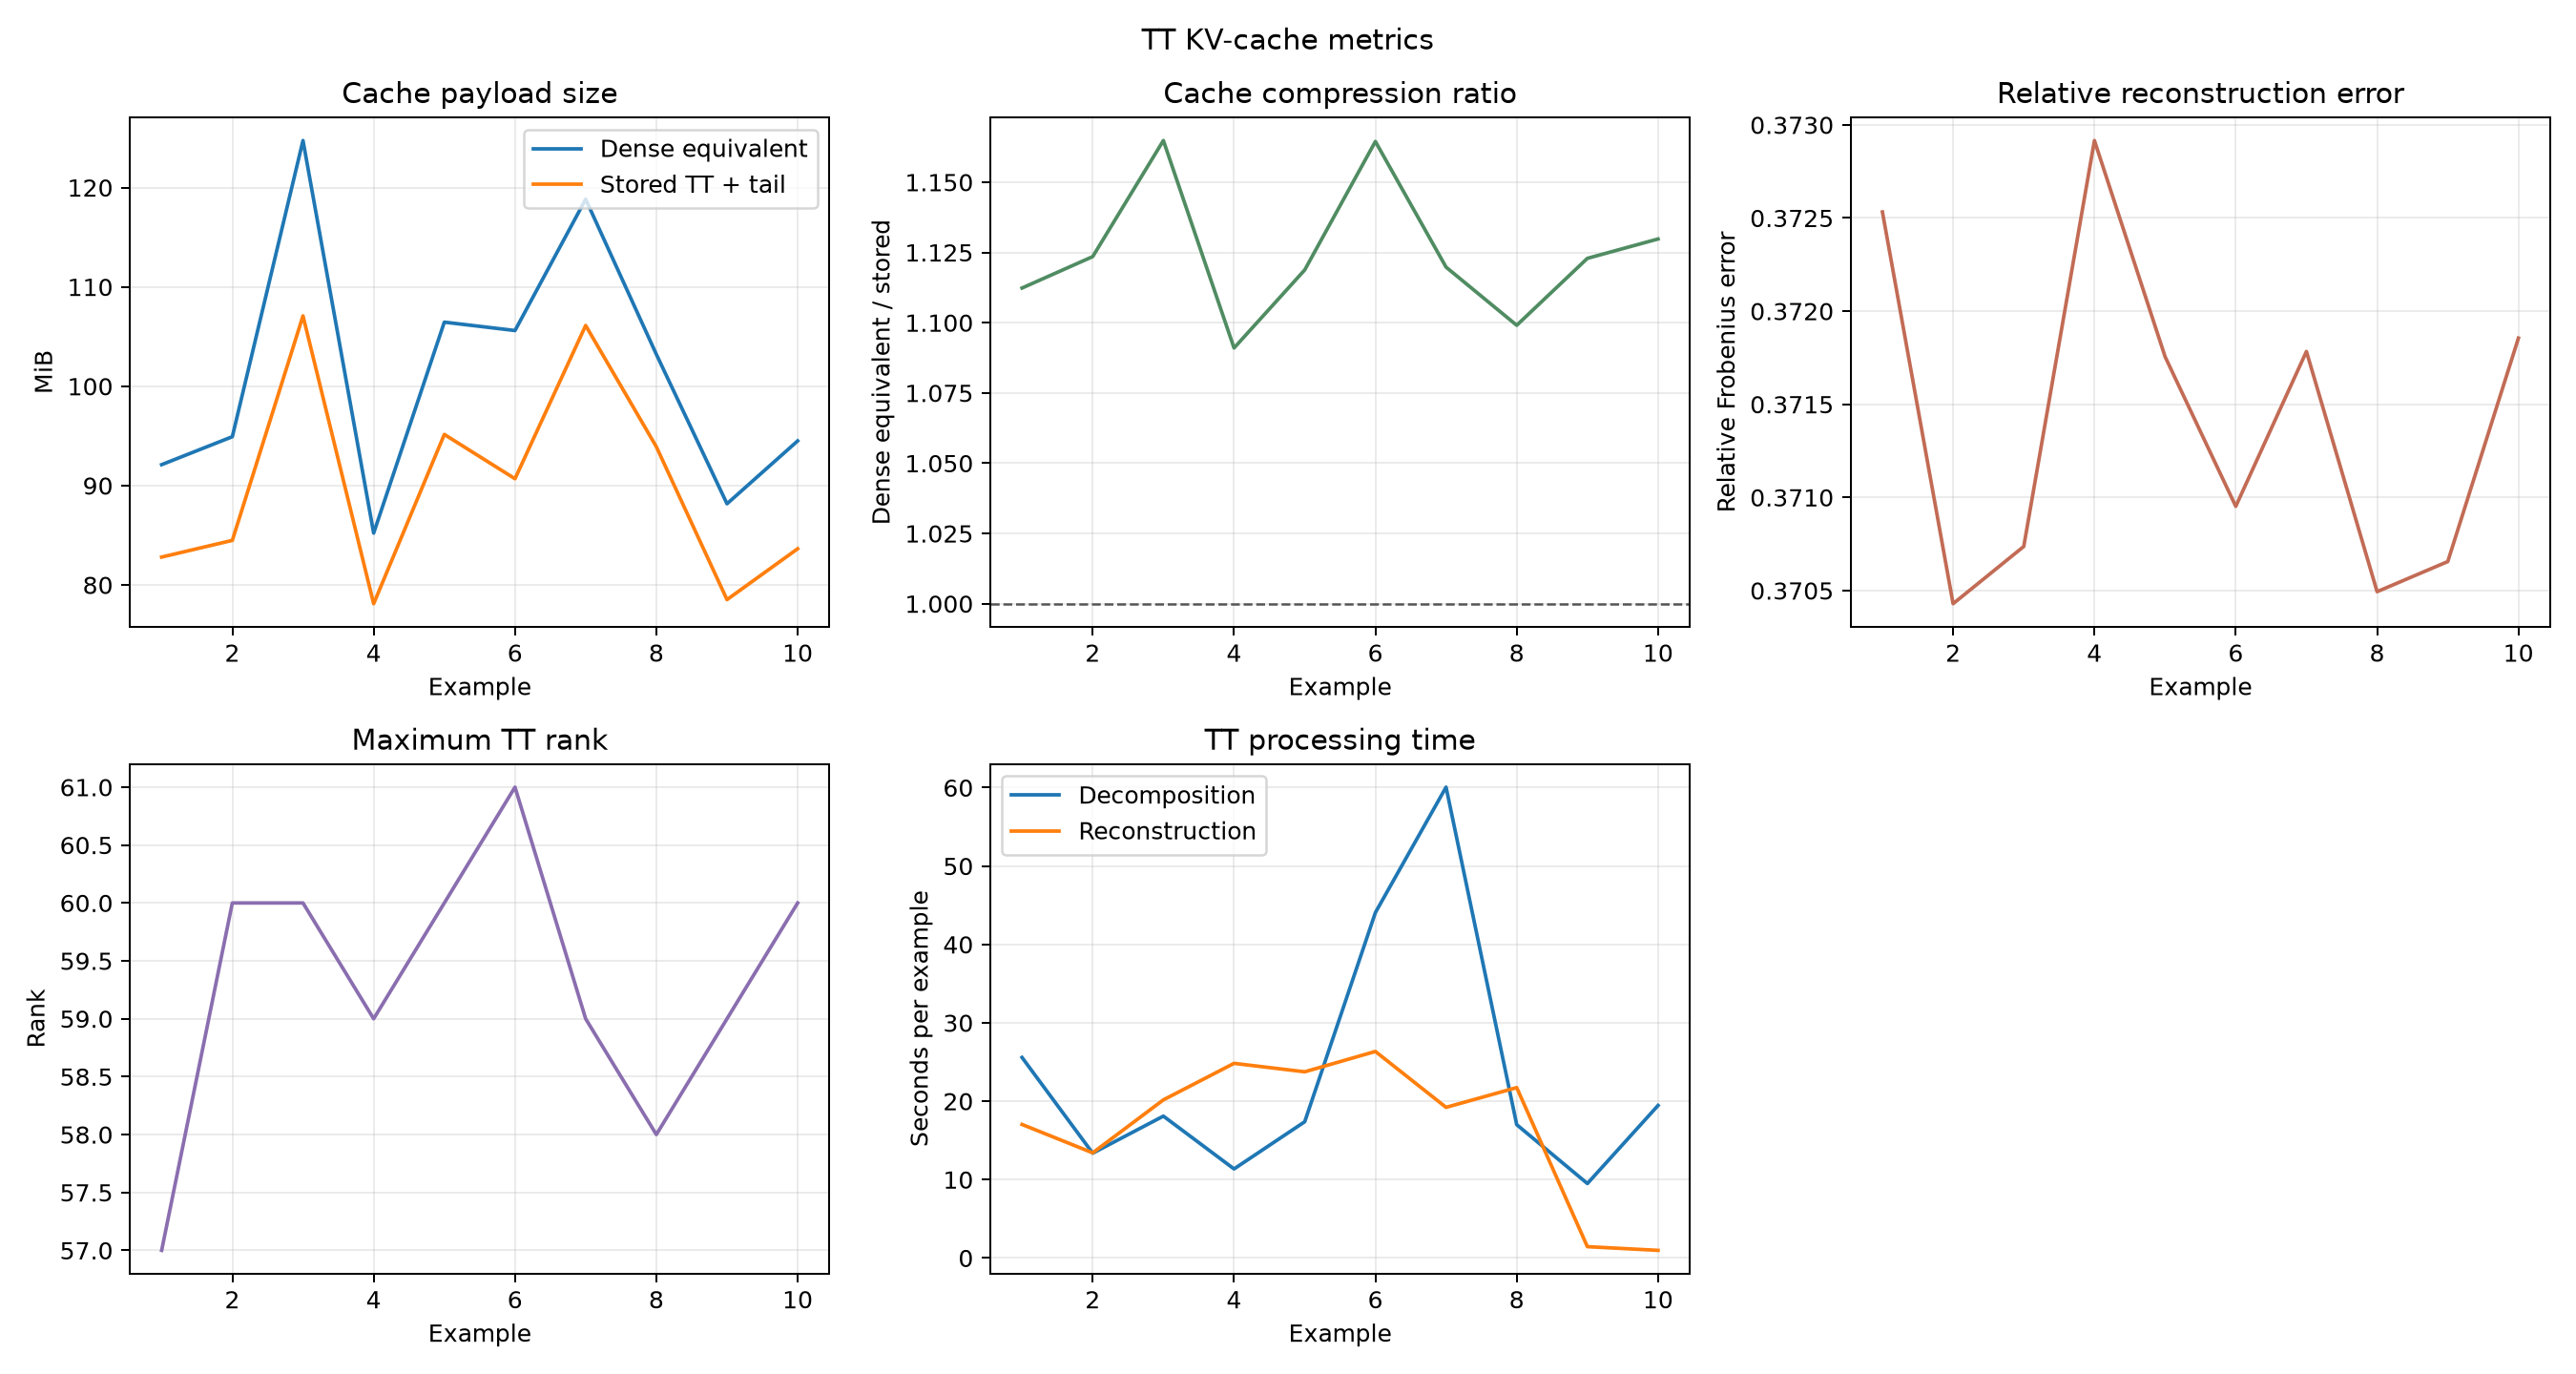 TT KV-cache metrics
Cache payload size
Dense equivalent
Stored TT + tail
MiB
120
110
100
90
80
2 4 6 8 10
Example
Cache compression ratio
Dense equivalent / stored
1.150
1.125
1.100
1.075
1.050
1.025
1.000
2 4 6 8 10
Example
Relative reconstruction error
Relative Frobenius error
0.3730
0.3725
0.3720
0.3715
0.3710
0.3705
2 4 6 8 10
Example
Maximum TT rank
Rank
61.0
60.5
60.0
59.5
59.0
58.5
58.0
57.5
57.0
2 4 6 8 10
Example
TT processing time
Decomposition
Reconstruction
Seconds per example
60
50
40
30
20
10
0
2 4 6 8 10
Example